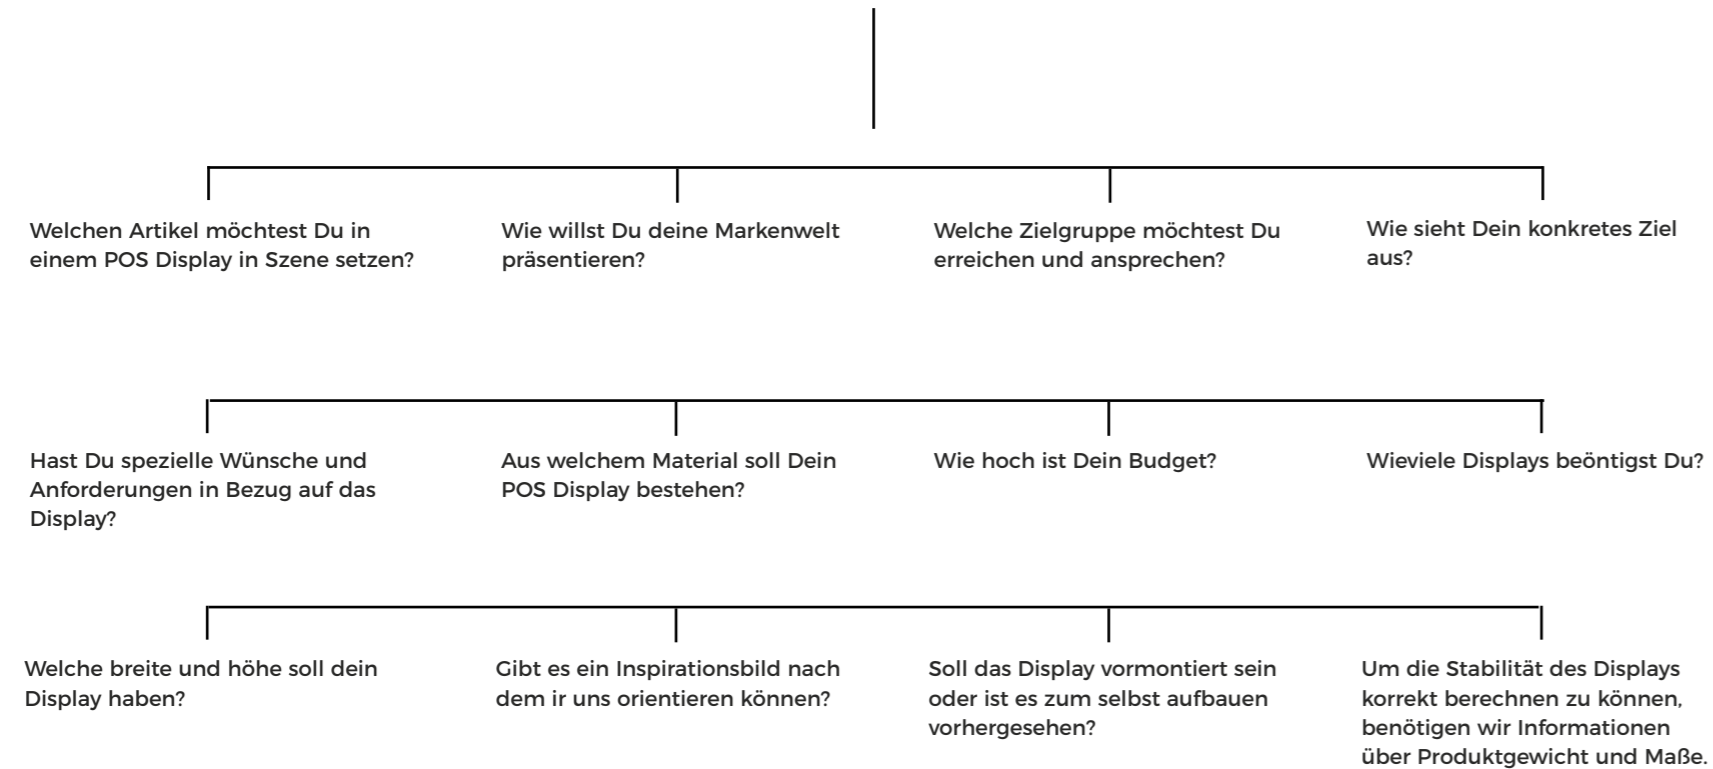 Welchen Artikel möchtest Du in
einem POS Display in Szene setzen?
Wie willst Du deine Markenwelt
präsentieren?
Welche Zielgruppe möchtest Du
erreichen und ansprechen?
Wie sieht Dein konkretes Ziel
aus?
Hast Du spezielle Wünsche und
Anforderungen in Bezug auf das
Display?
Aus welchem Material soll Dein
POS Display bestehen?
Wie hoch ist Dein Budget?
Wieviele Displays beöntigst Du?
Welche breite und höhe soll dein
Display haben?
Gibt es ein Inspirationsbild nach
dem ir uns orientieren können?
Soll das Display vormontiert sein
oder ist es zum selbst aufbauen
vorhergesehen?
Um die Stabilität des Displays
korrekt berechnen zu können,
benötigen wir Informationen
über Produktgewicht und Maße.